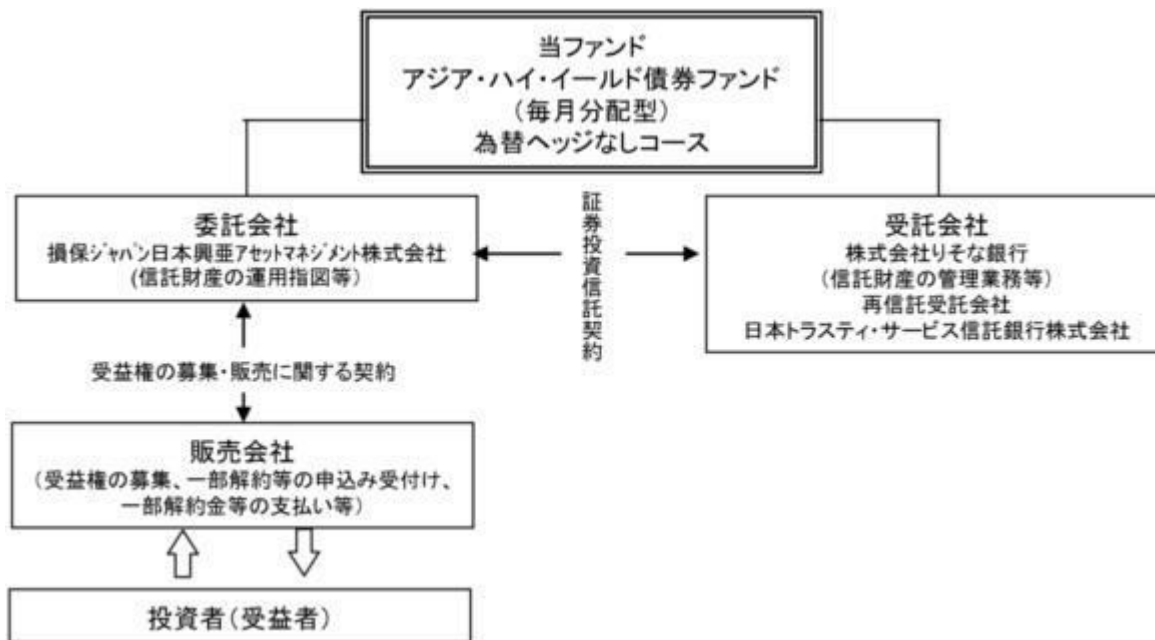 当ファンド
アジア・ハイ・イールド債券ファンド
（毎月分配型）
為替ヘッジなしコース
委託会社
損保ｼﾞｬﾊﾟﾝ日本興亜ｱｾｯﾄﾏﾈｼﾞﾒﾝﾄ株式会社
(信託財産の運用指図等）
証券投資信託契約
受託会社
株式会社りそな銀行
（信託財産の管理業務等）
再信託受託会社
日本トラスティ・サービス信託銀行株式会社
受益権の募集・販売に関する契約
販売会社
（受益権の募集、一部解約等の申込み受付け、
一部解約金等の支払い等）
投資者（受益者）